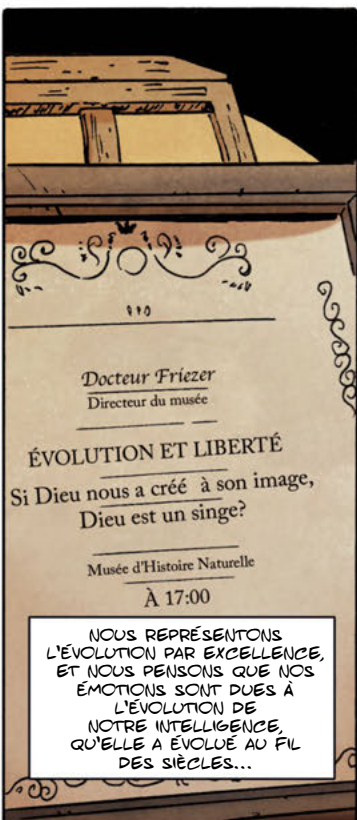 Docteur Friezer
Directeur du musée
ÉVOLUTION ET LIBERTÉ
Si Dieu nous a créé à son image,
Dieu est un singe?
Musée d'Histoire Naturelle
À 17:00
NOUS REPRÉSENTONS
L'ÉVOLUTION PAR EXCELLENCE,
ET NOUS PENSONS QUE NOS
ÉMOTIONS SONT DUES À
L'ÉVOLUTION DE
NOTRE INTELLIGENCE,
QU'ELLE A ÉVOLUÉ AU FIL
DES SIÈCLES...